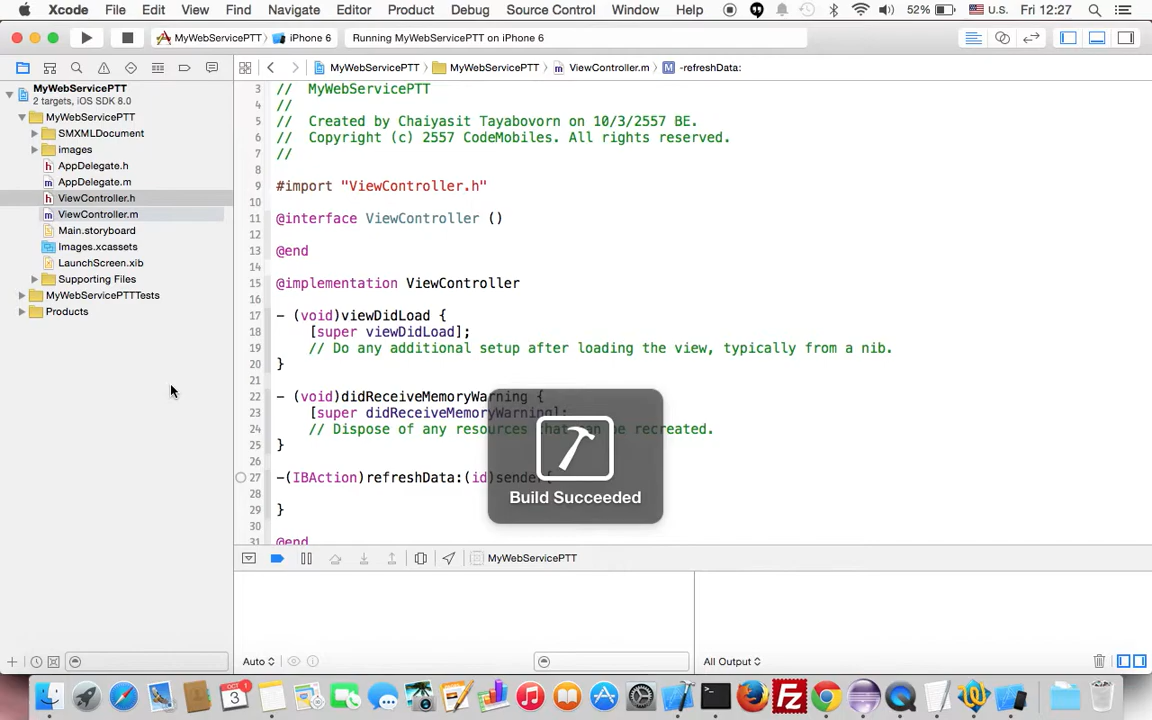 Xcode File Edit View Find Navigate Editor Product Debug Source Control Window Help 52% U.S. Fri 12:27
MyWebServicePTT iPhone 6 Running MyWebServicePTT on iPhone 6
MyWebServicePTT MyWebServicePTT ViewController.m M -refreshData:
MyWebServicePTT
2 targets, iOS SDK 8.0
MyWebServicePTT
SMXMLDocument
images
h AppDelegate.h
m AppDelegate.m
h ViewController.h
m ViewController.m
Main.storyboard
Images.xcassets
LaunchScreen.xib
Supporting Files
MyWebServicePTTTests
Products
3 // MyWebServicePTT
4 //
5 // Created by Chaiyasit Tayabovorn on 10/3/2557 BE.
6 // Copyright (c) 2557 CodeMobiles. All rights reserved.
7 //
8
9 #import "ViewController.h"
10
11 @interface ViewController ()
12
13 @end
14
15 @implementation ViewController
16
17 - (void)viewDidLoad {
18 [super viewDidLoad];
19 // Do any additional setup after loading the view, typically from a nib.
20 }
21
22 - (void)didReceiveMemoryWarning {
23 [super didReceiveMemoryWarning];
24 // Dispose of any resources that can be recreated.
25 }
26
27 -(IBAction)refreshData:(id)sender{
28
29 }
30
31 @end
Build Succeeded
MyWebServicePTT
Auto All Output
OCT 3